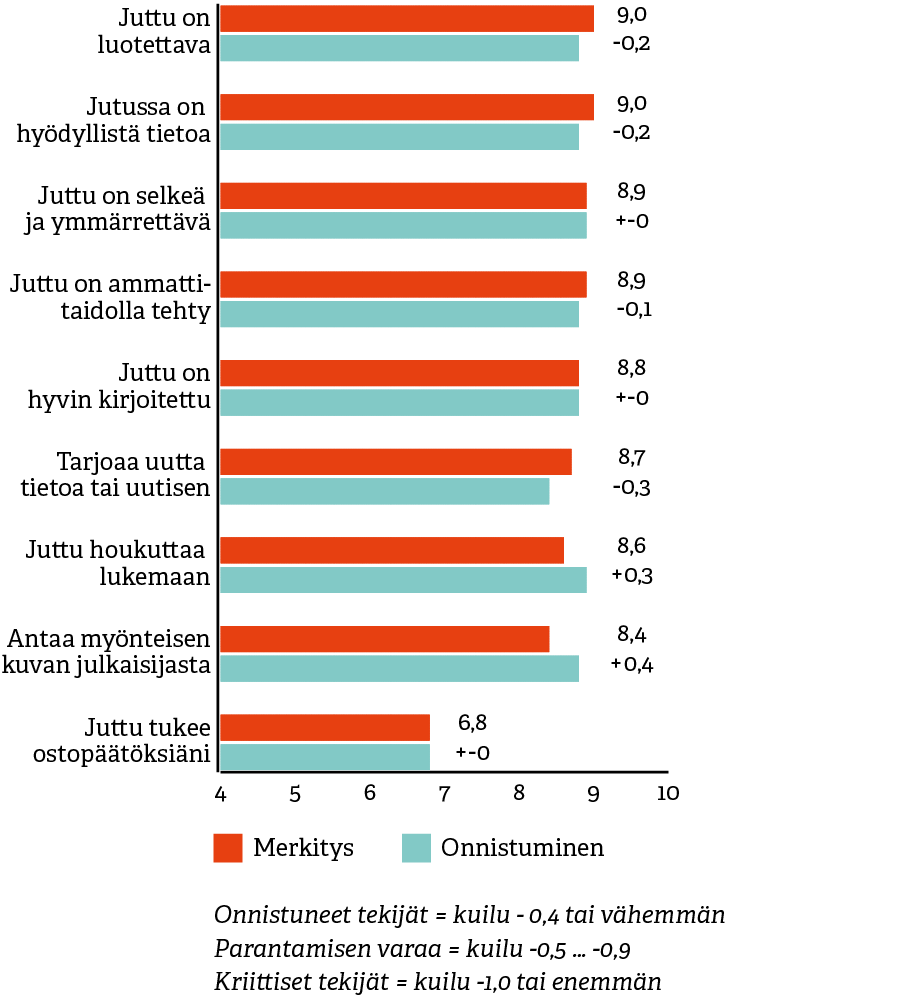 Juttu on
luotettava
9,0
-0,2
Jutussa on
hyödyllistä tietoa
9,0
-0,2
Juttu on selkeä
ja ymmärrettävä
8,9
+-0
Juttu on ammatti-
taidolla tehty
8,9
-0,1
Juttu on
hyvin kirjoitettu
8,8
+-0
Tarjoaa uutta
tietoa tai uutisen
8,7
-0,3
Juttu houkuttaa
lukemaan
8,6
+0,3
Antaa myönteisen
kuvan julkaisijasta
8,4
+0,4
Juttu tukee
ostopäätöksiäni
6,8
+-0
4 5 6 7 8 9 10
Merkitys Onnistuminen
Onnistuneet tekijät = kuilu - 0,4 tai vähemmän
Parantamisen varaa = kuilu -0,5 ... -0,9
Kriittiset tekijät = kuilu -1,0 tai enemmän